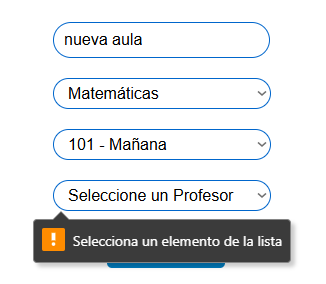 nueva aula
Matemáticas
101 - Mañana
Seleccione un Profesor
Selecciona un elemento de la lista